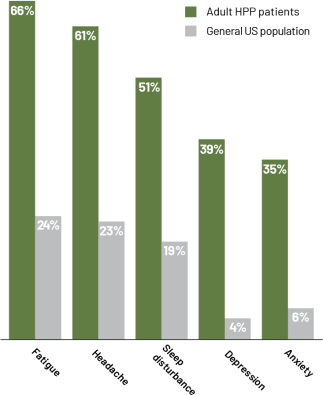 Adult HPP patients
General US population
66%
24%
61%
23%
51%
19%
39%
4%
35%
6%
Fatigue
Headache
Sleep
disturbance
Depression
Anxiety